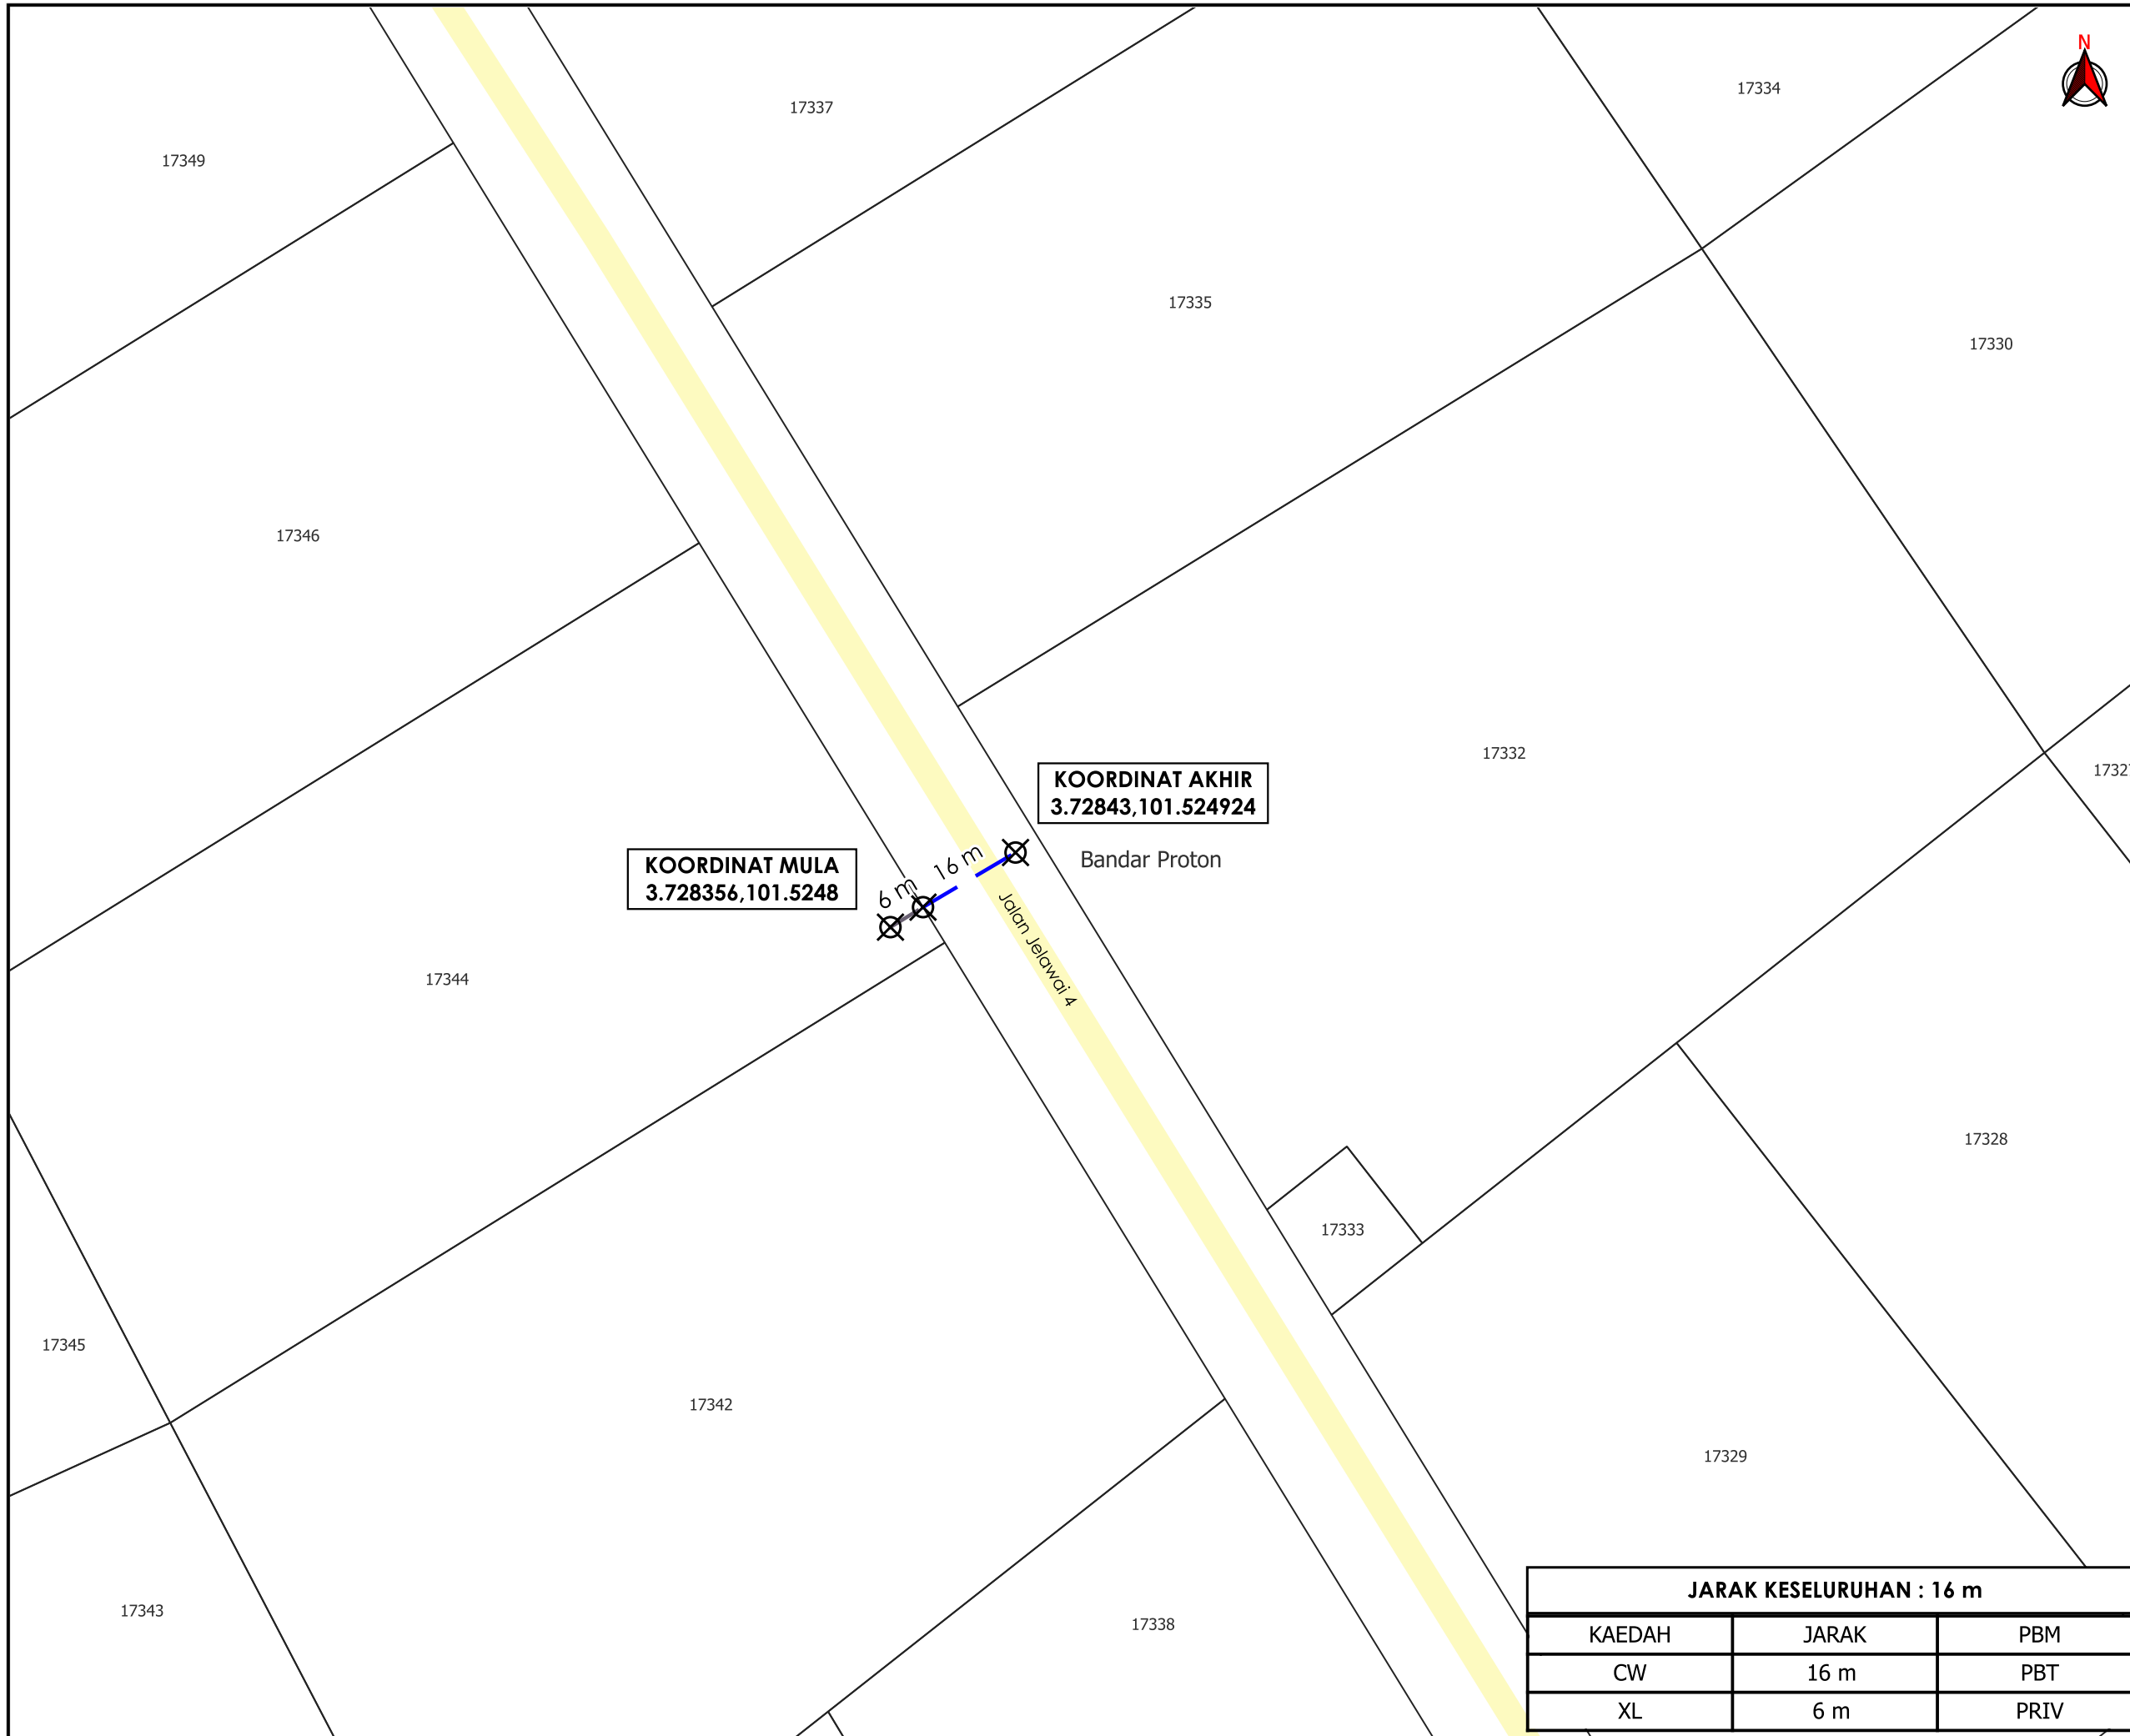 N
17334
17337
17349
17335
17330
17346
17332
KOORDINAT AKHIR
3.72843,101.524924
Bandar Proton
KOORDINAT MULA
3.728356,101.5248
6 m
16 m
Jalan Jelawai 4
17344
17328
17333
17345
17342
17329
17343
17338
JARAK KESELURUHAN : 16 m
KAEDAH JARAK PBM
CW 16 m PBT
XL 6 m PRIV